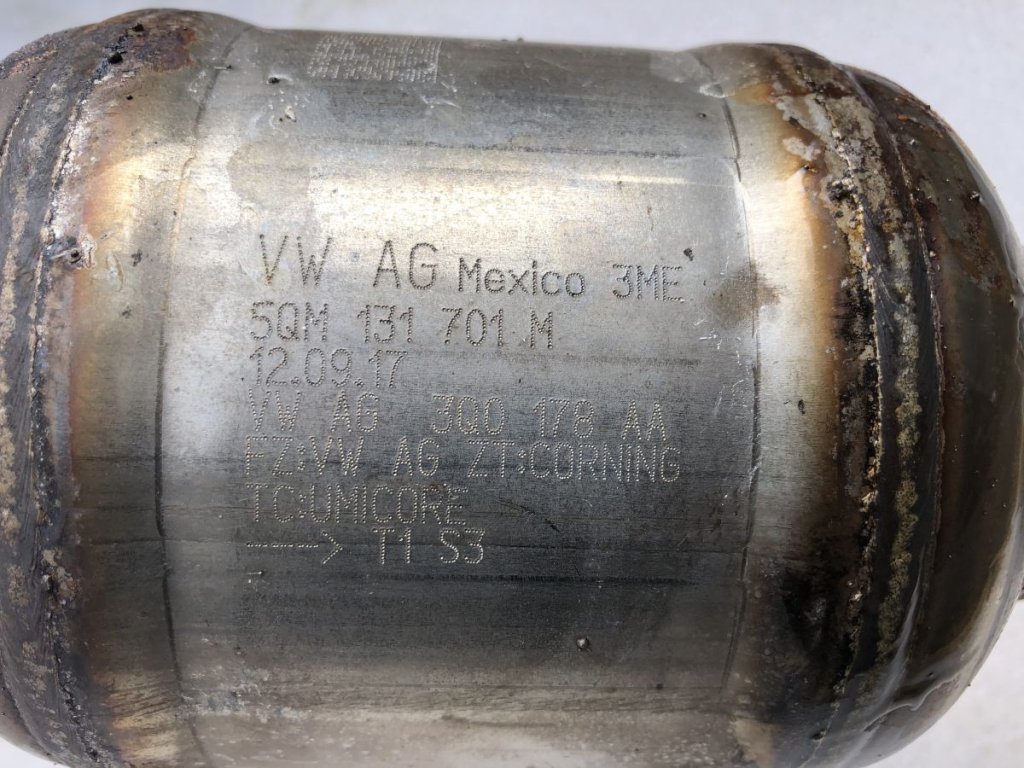 VW AG Mexico 3ME
5QM 131 701 M
12.09.17
VW AG 3Q0 178 AA
FZ:VW AG ZT:CORNING
TC:UMICORE
----> T1 S3